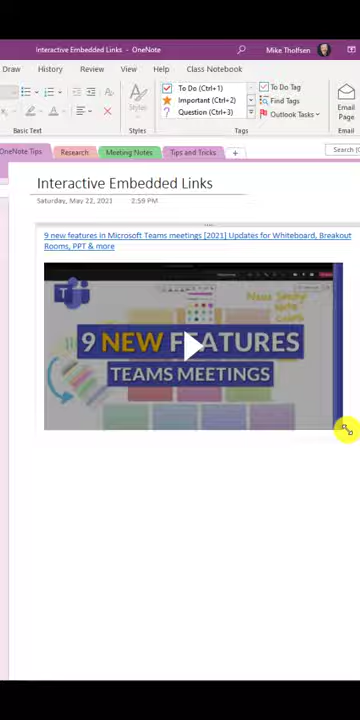 Interactive Embedded Links - OneNote
Mike Tholfsen
Draw History Review View Help Class Notebook
To Do (Ctrl+1)
Important (Ctrl+2)
Question (Ctrl+3)
To Do Tag
Find Tags
Outlook Tasks
Styles
Email
Page
Basic Text
Styles
Tags
Email
OneNote Tips
Research
Meeting Notes
Tips and Tricks
+
Search (C
Interactive Embedded Links
Saturday, May 22, 2021 2:59 PM
9 new features in Microsoft Teams meetings [2021] Updates for Whiteboard, Breakout
Rooms, PPT & more
9 NEW FEATURES
TEAMS MEETINGS